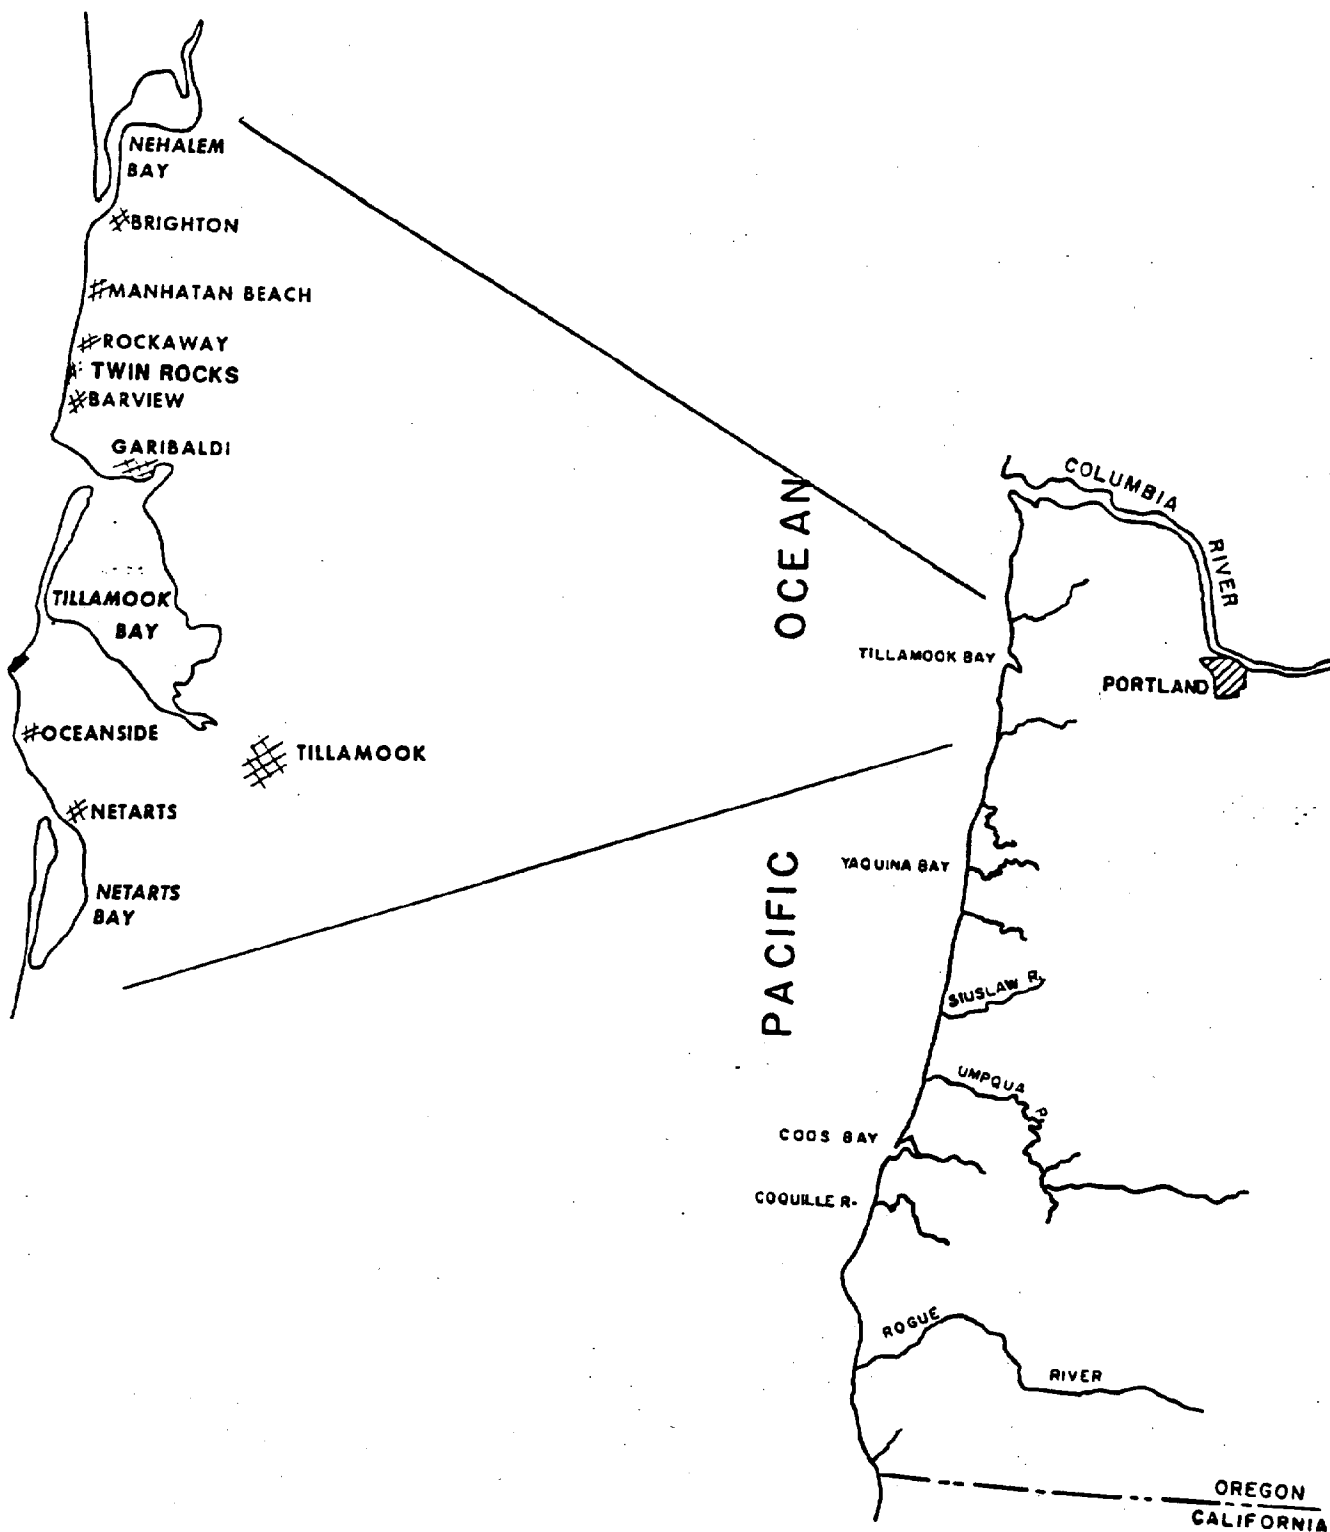 NEHALEM
BAY
BRIGHTON
MANHATAN BEACH
ROCKAWAY
TWIN ROCKS
BARVIEW
GARIBALDI
TILLAMOOK
BAY
OCEANSIDE
TILLAMOOK
NETARTS
NETARTS
BAY
PACIFIC OCEAN
COLUMBIA RIVER
TILLAMOOK BAY
PORTLAND
YAQUINA BAY
SIUSLAW R.
UMPQUA R.
COOS BAY
COQUILLE R.
ROGUE RIVER
OREGON
CALIFORNIA